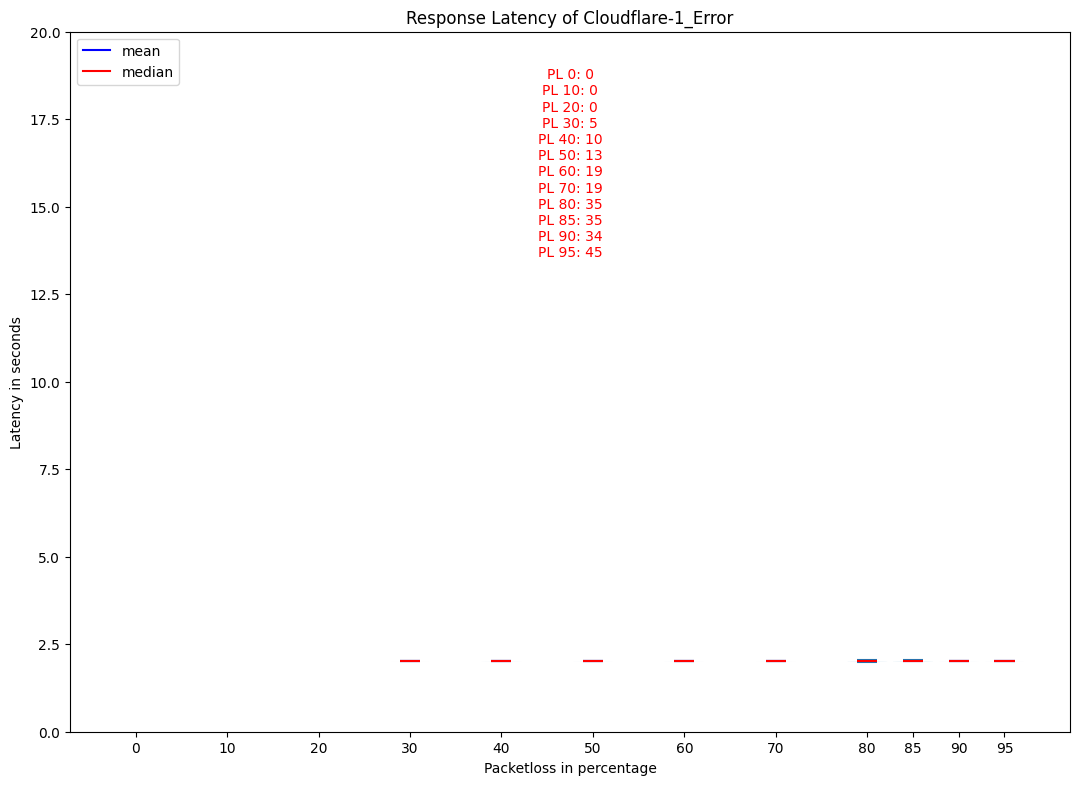 Response Latency of Cloudflare-1_Error
mean
median
PL 0: 0
PL 10: 0
PL 20: 0
PL 30: 5
PL 40: 10
PL 50: 13
PL 60: 19
PL 70: 19
PL 80: 35
PL 85: 35
PL 90: 34
PL 95: 45
Latency in seconds
20.0
17.5
15.0
12.5
10.0
7.5
5.0
2.5
0.0
0 10 20 30 40 50 60 70 80 85 90 95
Packetloss in percentage